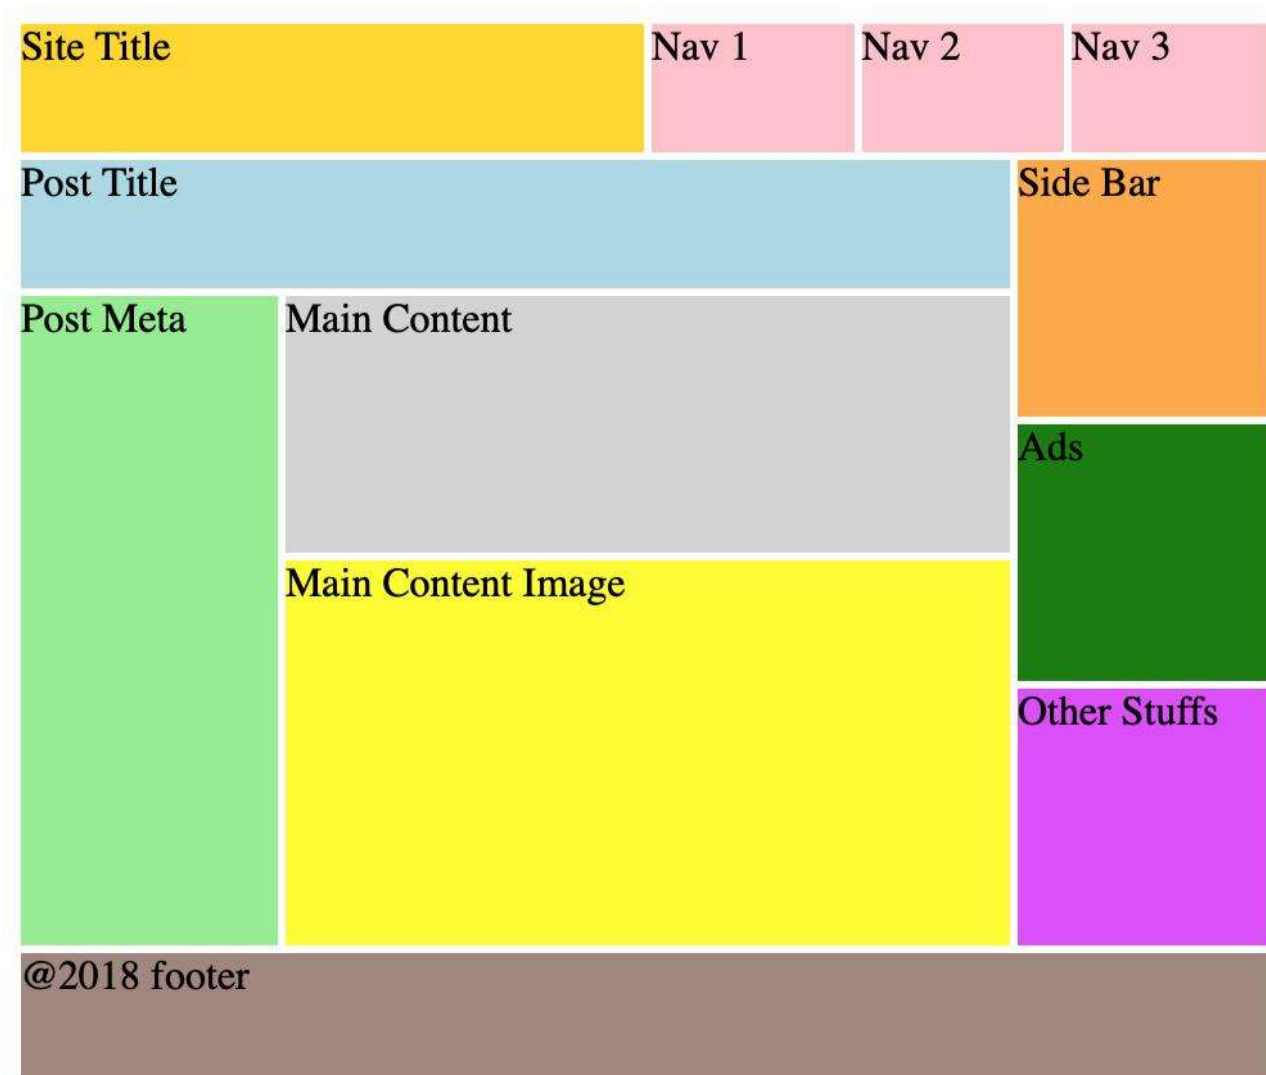 Site Title
Nav 1
Nav 2
Nav 3
Post Title
Side Bar
Post Meta
Main Content
Ads
Main Content Image
Other Stuffs
@2018 footer